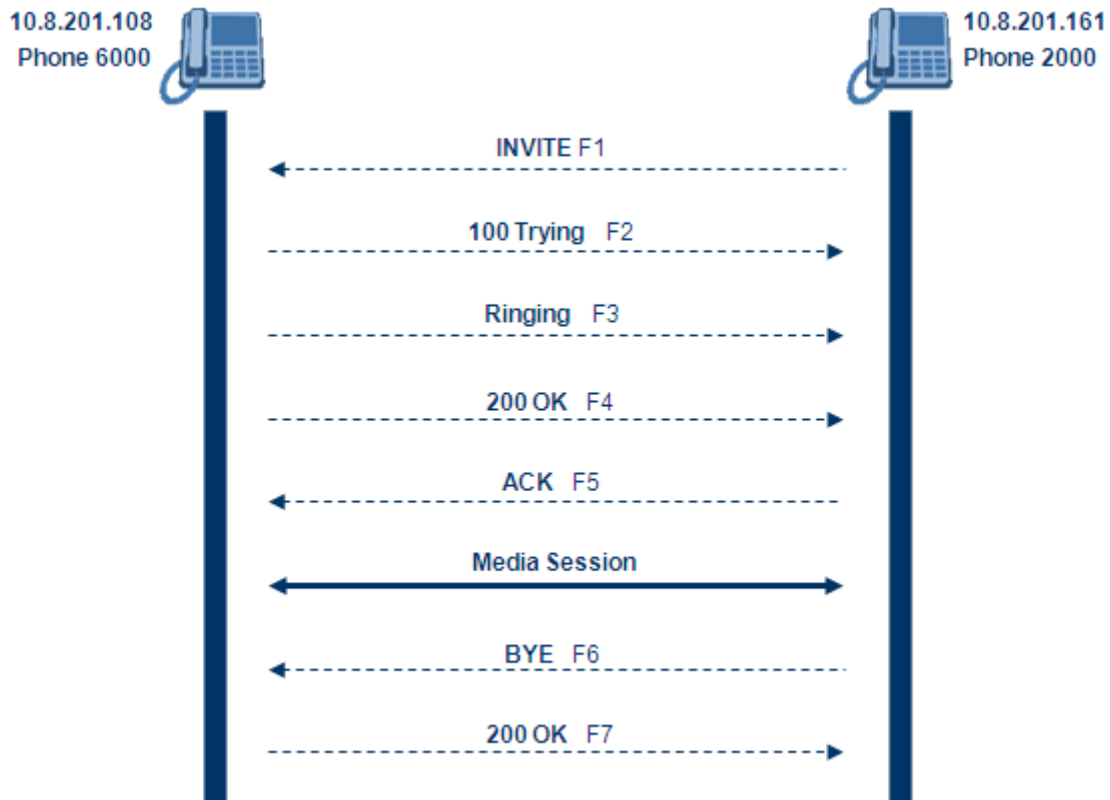 10.8.201.108
Phone 6000
10.8.201.161
Phone 2000
INVITE F1
100 Trying F2
Ringing F3
200 OK F4
ACK F5
Media Session
BYE F6
200 OK F7